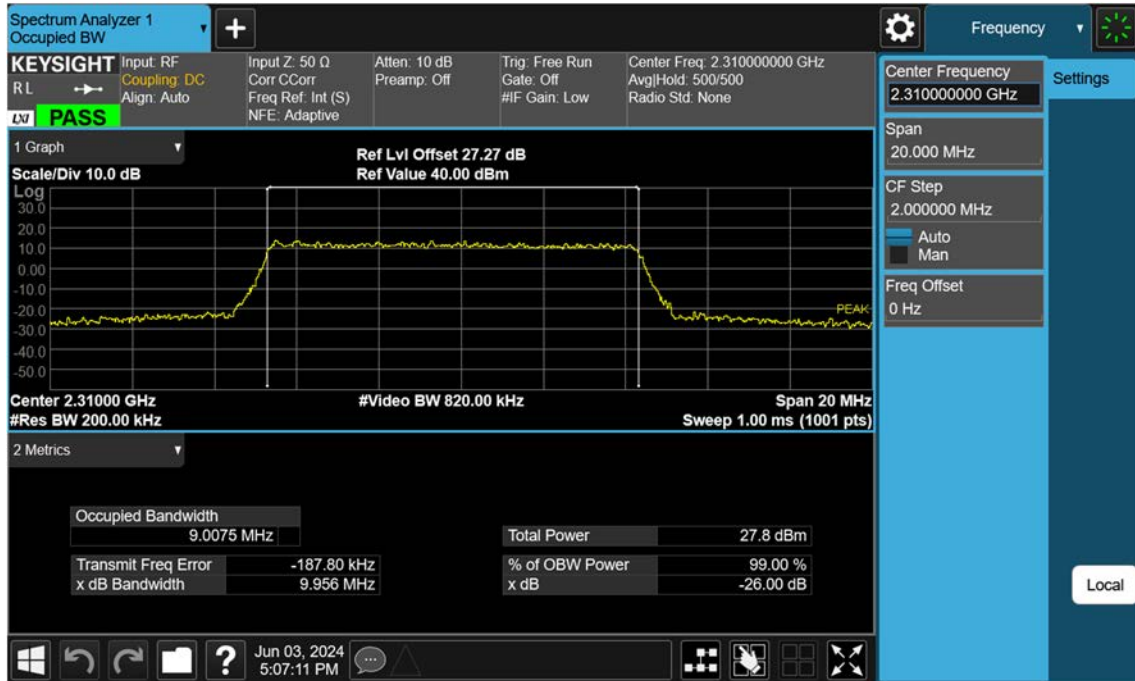 Spectrum Analyzer 1
Occupied BW
+
Frequency
KEYSIGHT
R L
LXI PASS
Input: RF
Coupling: DC
Align: Auto
Input Z: 50 Ω
Corr CCorr
Freq Ref: Int (S)
NFE: Adaptive
Atten: 10 dB
Preamp: Off
Trig: Free Run
Gate: Off
#IF Gain: Low
Center Freq: 2.310000000 GHz
Avg|Hold: 500/500
Radio Std: None
Center Frequency
2.310000000 GHz
Settings
Span
20.000 MHz
CF Step
2.000000 MHz
Auto
Man
Freq Offset
0 Hz
Local
1 Graph
Scale/Div 10.0 dB
Ref Lvl Offset 27.27 dB
Ref Value 40.00 dBm
Log
30.0
20.0
10.0
0.00
-10.0
-20.0
-30.0
-40.0
-50.0
PEAK
Center 2.31000 GHz
#Video BW 820.00 kHz
Span 20 MHz
#Res BW 200.00 kHz
Sweep 1.00 ms (1001 pts)
2 Metrics
Occupied Bandwidth
9.0075 MHz
Total Power 27.8 dBm
Transmit Freq Error -187.80 kHz
% of OBW Power 99.00 %
x dB Bandwidth 9.956 MHz
x dB -26.00 dB
?
Jun 03, 2024
5:07:11 PM